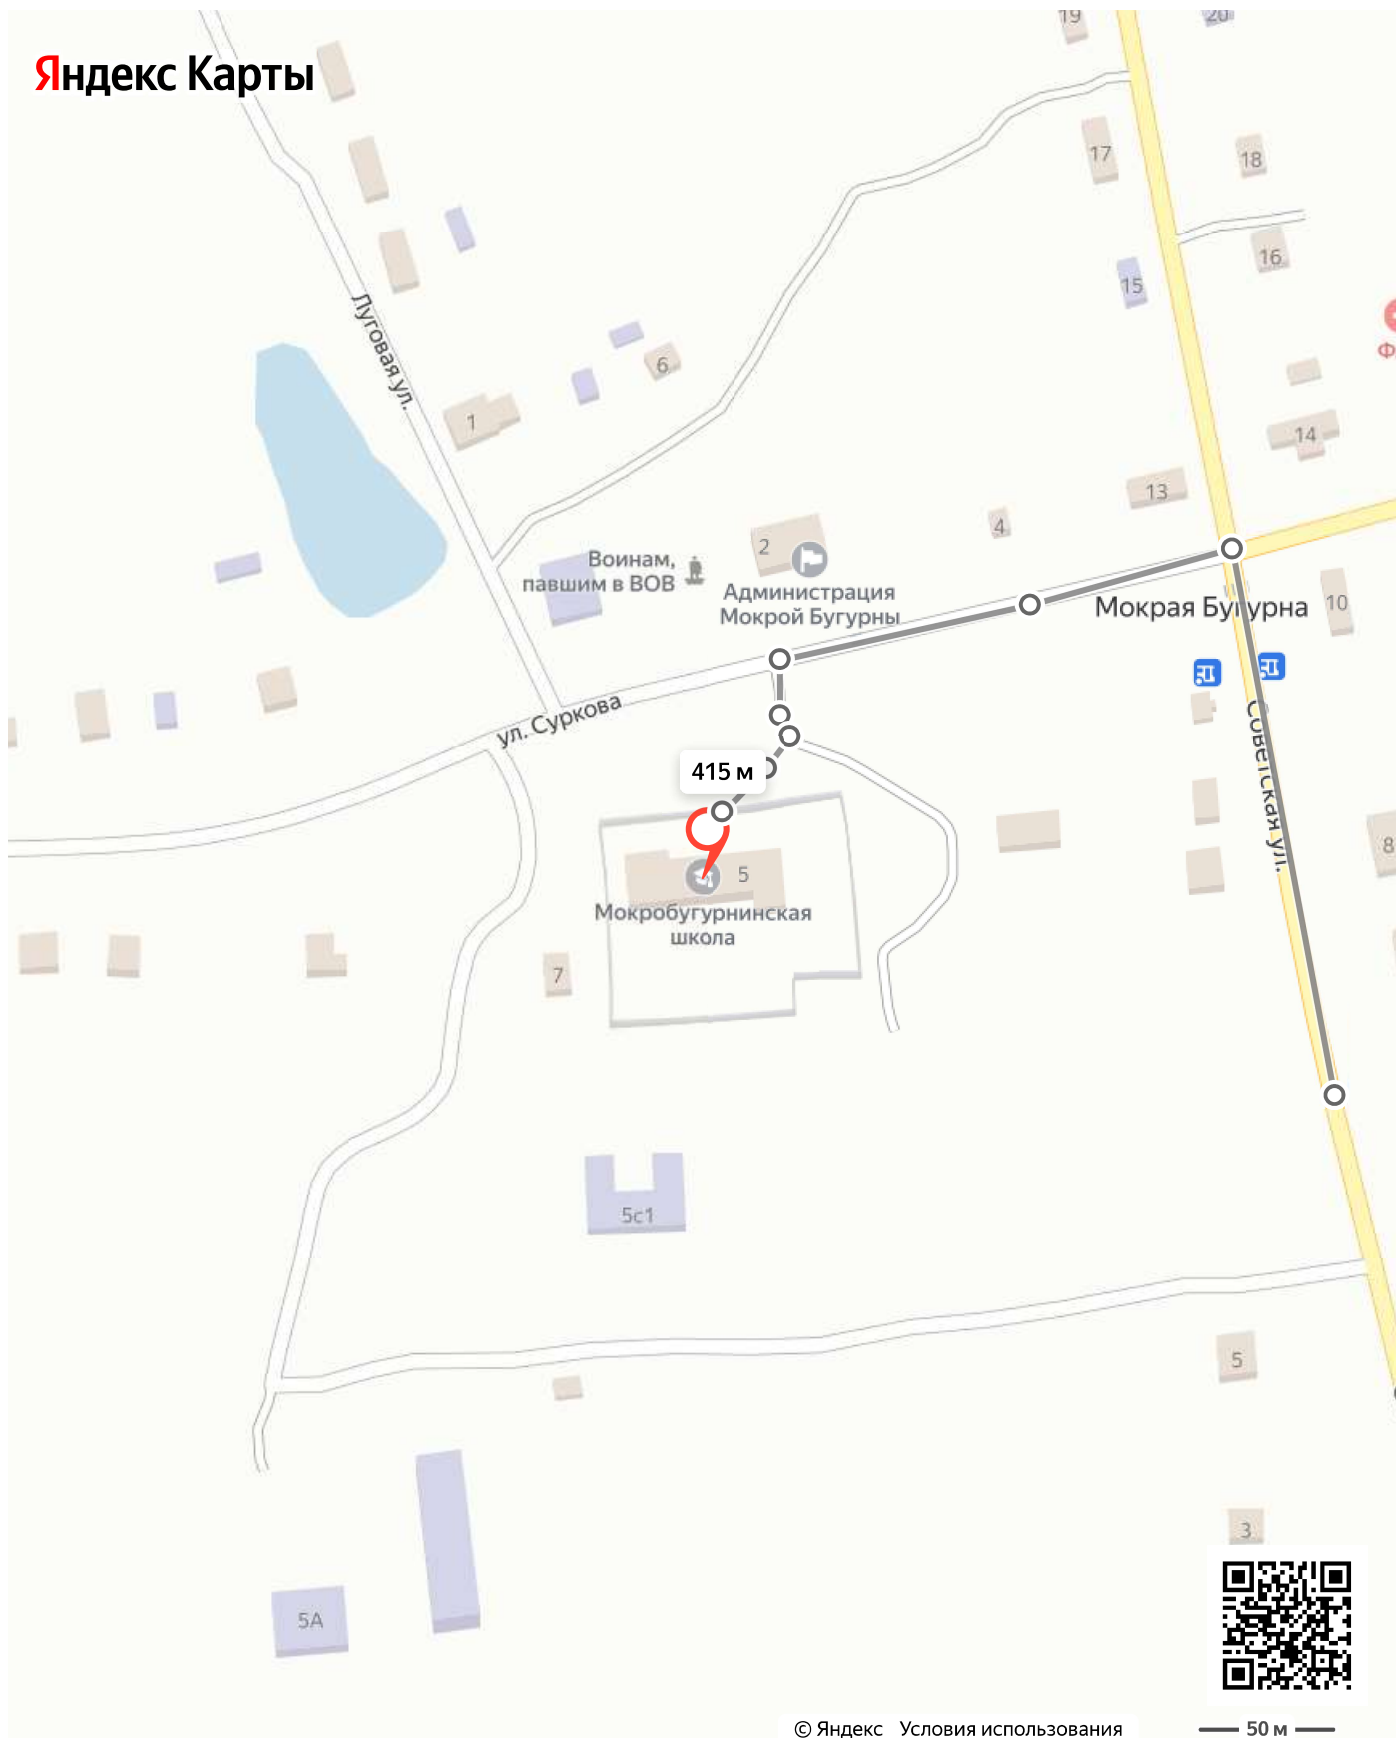 19
20
Яндекс Карты
17
18
16
15
Луговая ул.
Ф
6
1
14
13
4
2
Воинам,
павшим в ВОВ
Администрация
Мокрой Бугурны
10
Мокрая Бугурна
ул. Суркова
Советская ул.
415 м
8
5
Мокробугурнинская
школа
7
5с1
5
3
5А
© Яндекс Условия использования
50 м